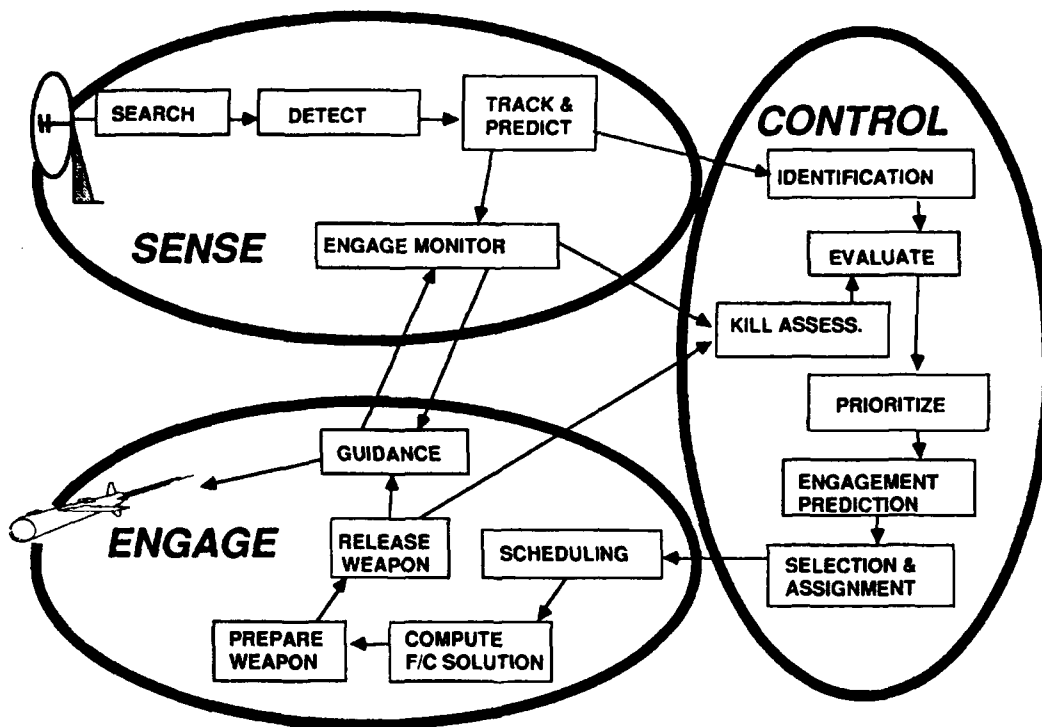 SEARCH
DETECT
TRACK &
PREDICT
CONTROL
IDENTIFICATION
SENSE
ENGAGE MONITOR
EVALUATE
KILL ASSESS.
PRIORITIZE
GUIDANCE
ENGAGEMENT
PREDICTION
ENGAGE
RELEASE
WEAPON
SCHEDULING
SELECTION &
ASSIGNMENT
PREPARE
WEAPON
COMPUTE
F/C SOLUTION